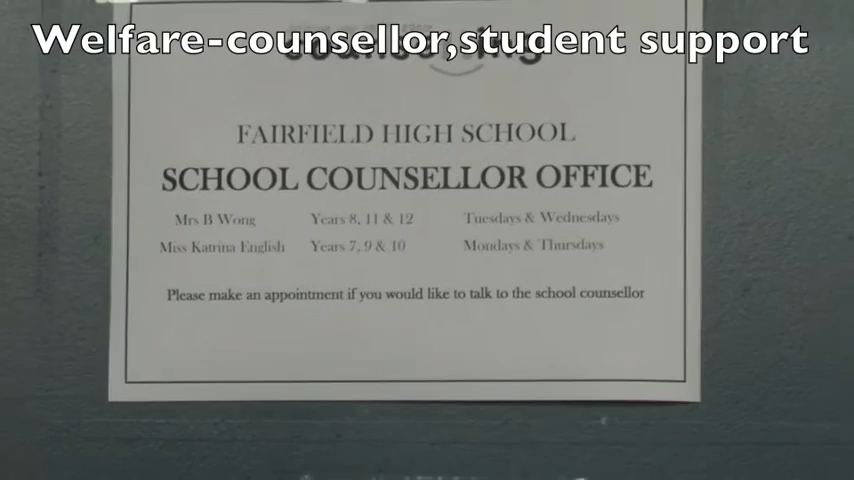 Welfare-counsellor,student support
FAIRFIELD HIGH SCHOOL
SCHOOL COUNSELLOR OFFICE
Mrs B Wong Years 8, 11 & 12 Tuesdays & Wednesdays
Miss Katrina English Years 7, 9 & 10 Mondays & Thursdays
Please make an appointment if you would like to talk to the school counsellor